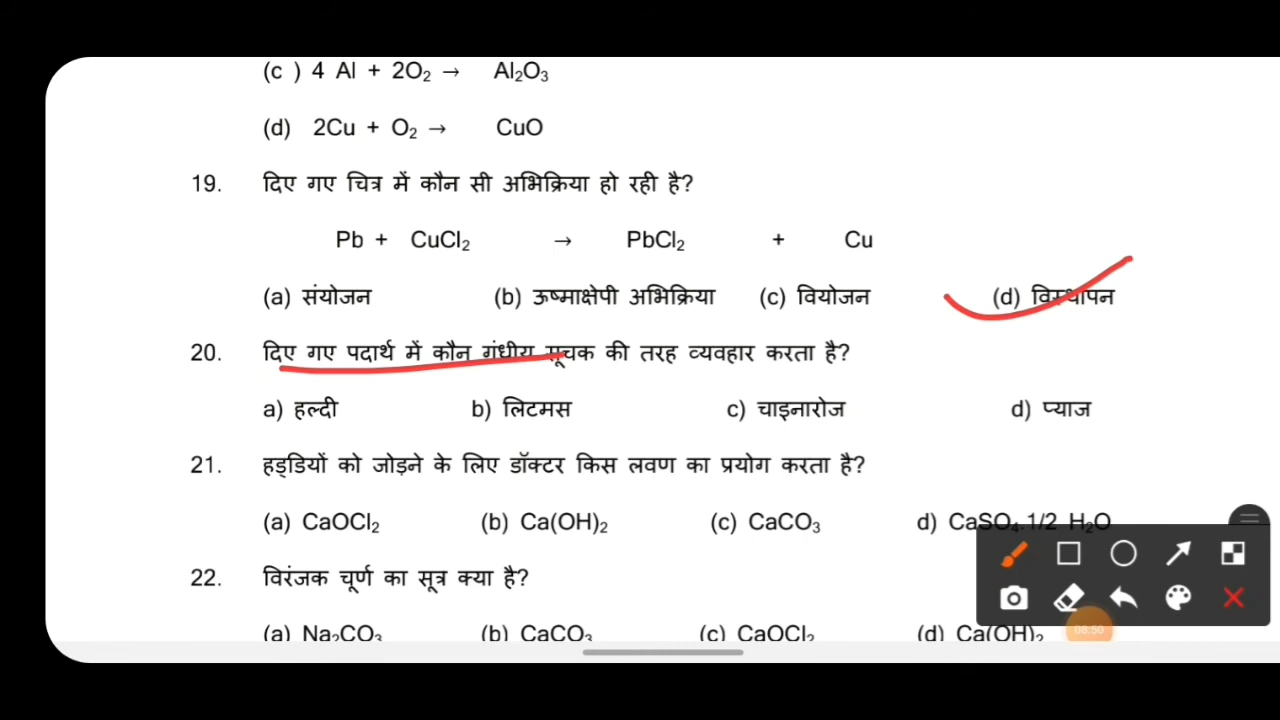 (c ) 4 Al + 2O₂ → Al₂O₃
(d) 2Cu + O₂ → CuO
19. दिए गए चित्र में कौन सी अभिक्रिया हो रही है?
Pb + CuCl₂ → PbCl₂ + Cu
(a) संयोजन (b) ऊष्माक्षेपी अभिक्रिया (c) वियोजन (d) विस्थापन
20. दिए गए पदार्थ में कौन गंधीय सूचक की तरह व्यवहार करता है?
a) हल्दी b) लिटमस c) चाइनारोज d) प्याज
21. हड्डियों को जोड़ने के लिए डॉक्टर किस लवण का प्रयोग करता है?
(a) CaOCl₂ (b) Ca(OH)₂ (c) CaCO₃ d) CaSO₄.1/2 H₂O
22. विरंजक चूर्ण का सूत्र क्या है?
(a) Na₂CO₃ (b) CaCO₃ (c) CaOCl₂ (d) Ca(OH)₂
08:50